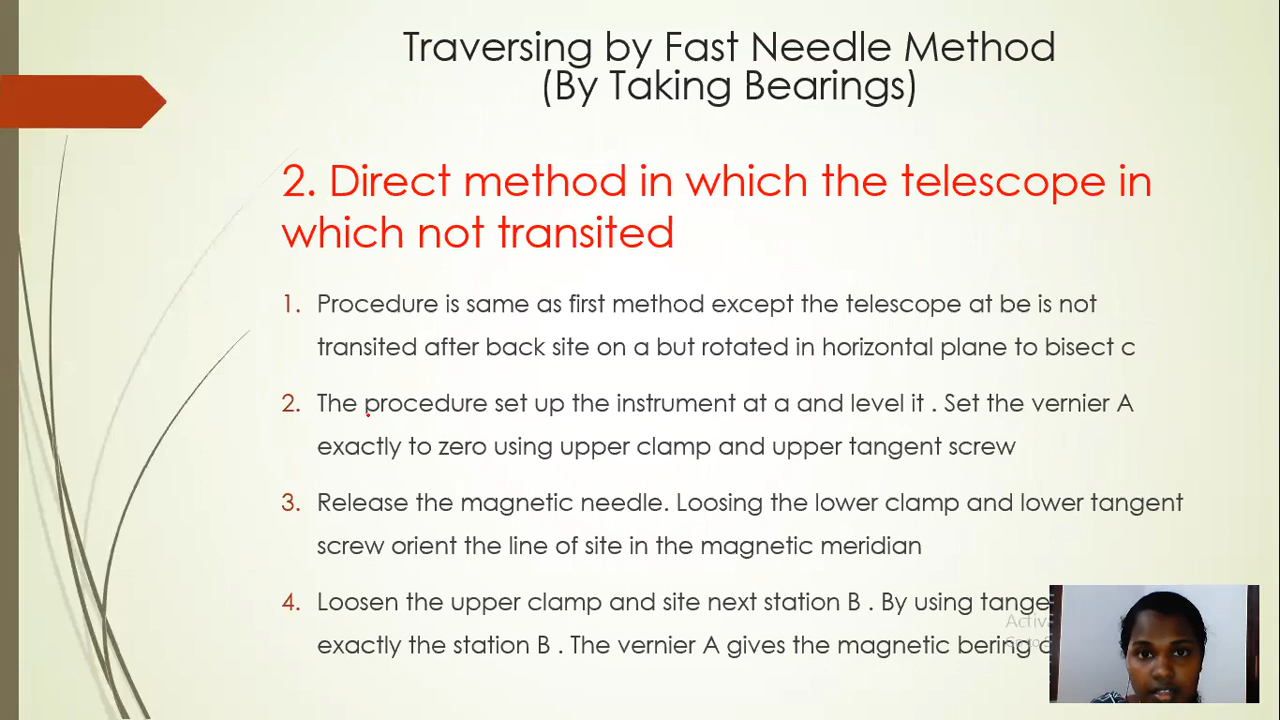 Traversing by Fast Needle Method
(By Taking Bearings)
2. Direct method in which the telescope in
which not transited
1. Procedure is same as first method except the telescope at be is not
transited after back site on a but rotated in horizontal plane to bisect c
2. The procedure set up the instrument at a and level it . Set the vernier A
exactly to zero using upper clamp and upper tangent screw
3. Release the magnetic needle. Loosing the lower clamp and lower tangent
screw orient the line of site in the magnetic meridian
4. Loosen the upper clamp and site next station B . By using
exactly the station B . The vernier A gives the magnetic bering